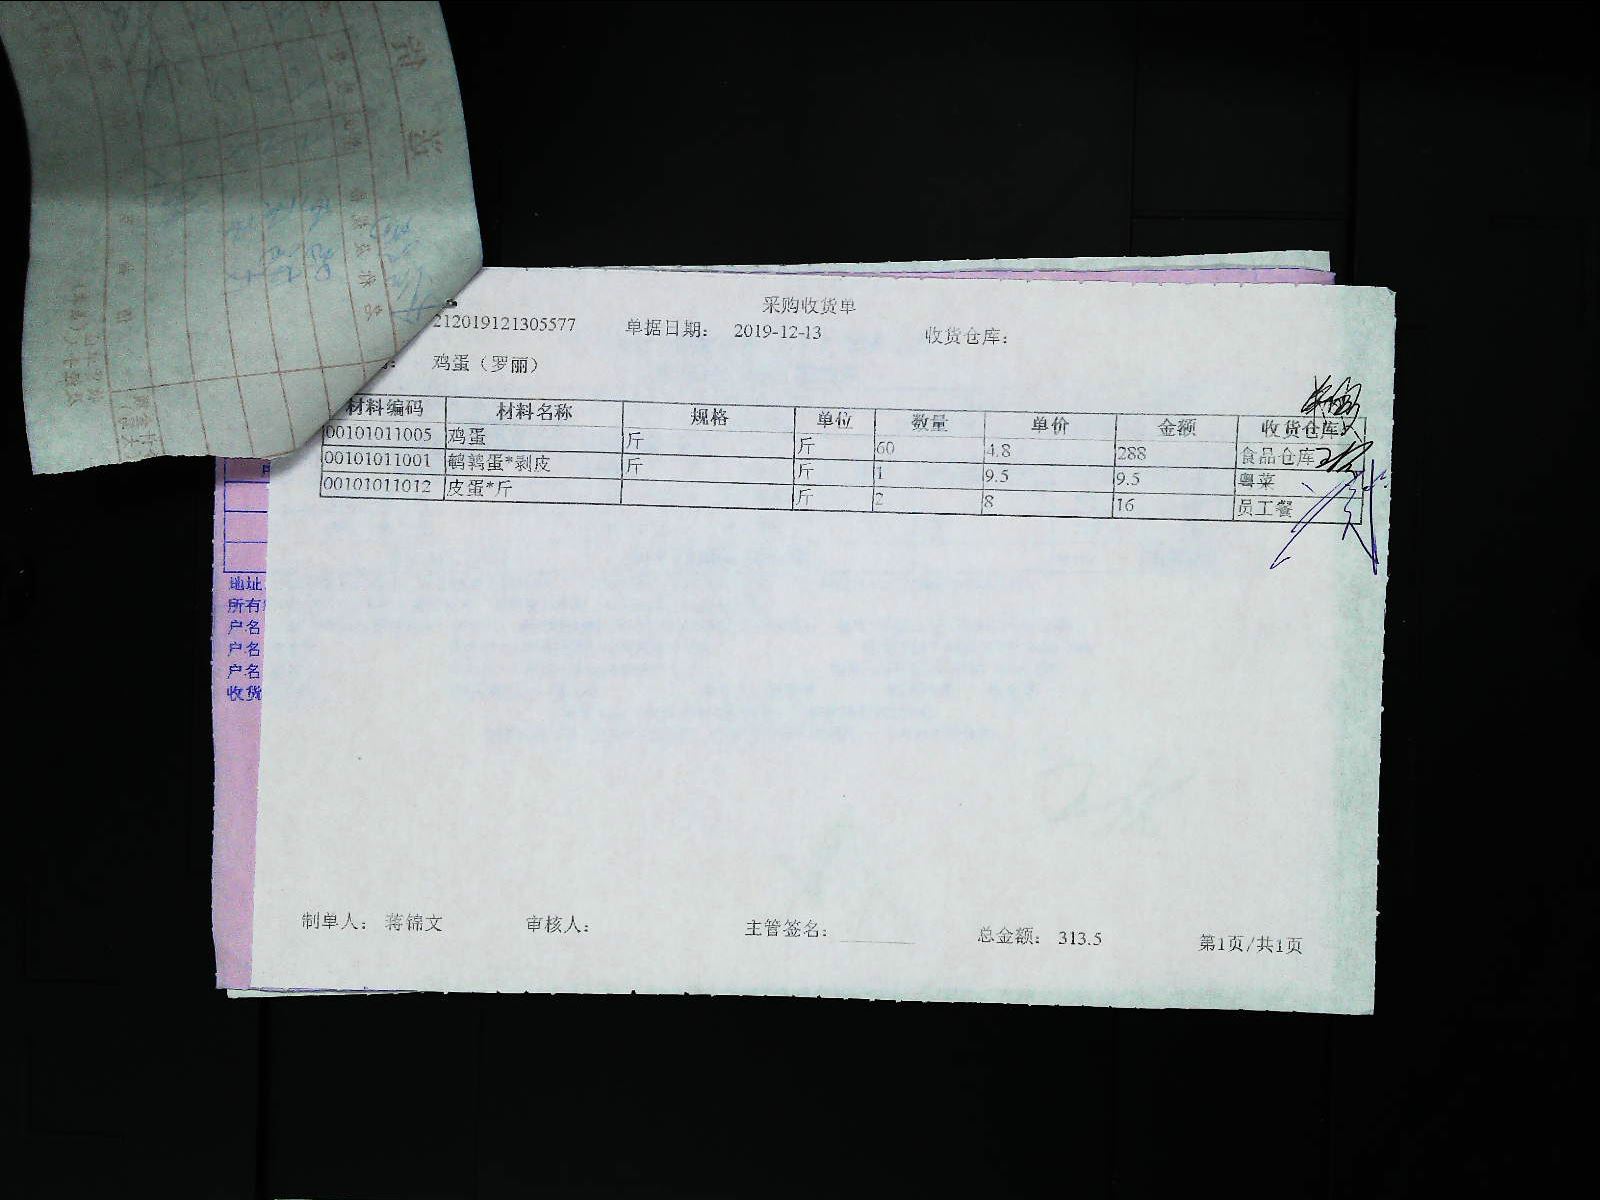 采购收货单
212019121305577 单据日期： 2019-12-13 收货仓库：
鸡蛋（罗丽）
材料编码 材料名称 规格 单位 数量 单价 金额 收货仓库
00101011005 鸡蛋 斤 斤 60 4.8 288 食品仓库
00101011001 鹌鹑蛋*剥皮 斤 斤 1 9.5 9.5 粤菜
00101011012 皮蛋*斤 斤 2 8 16 员工餐
地址
所有
户名
户名
户名
收货
制单人： 蒋锦文 审核人： 主管签名： 总金额： 313.5 第1页/共1页